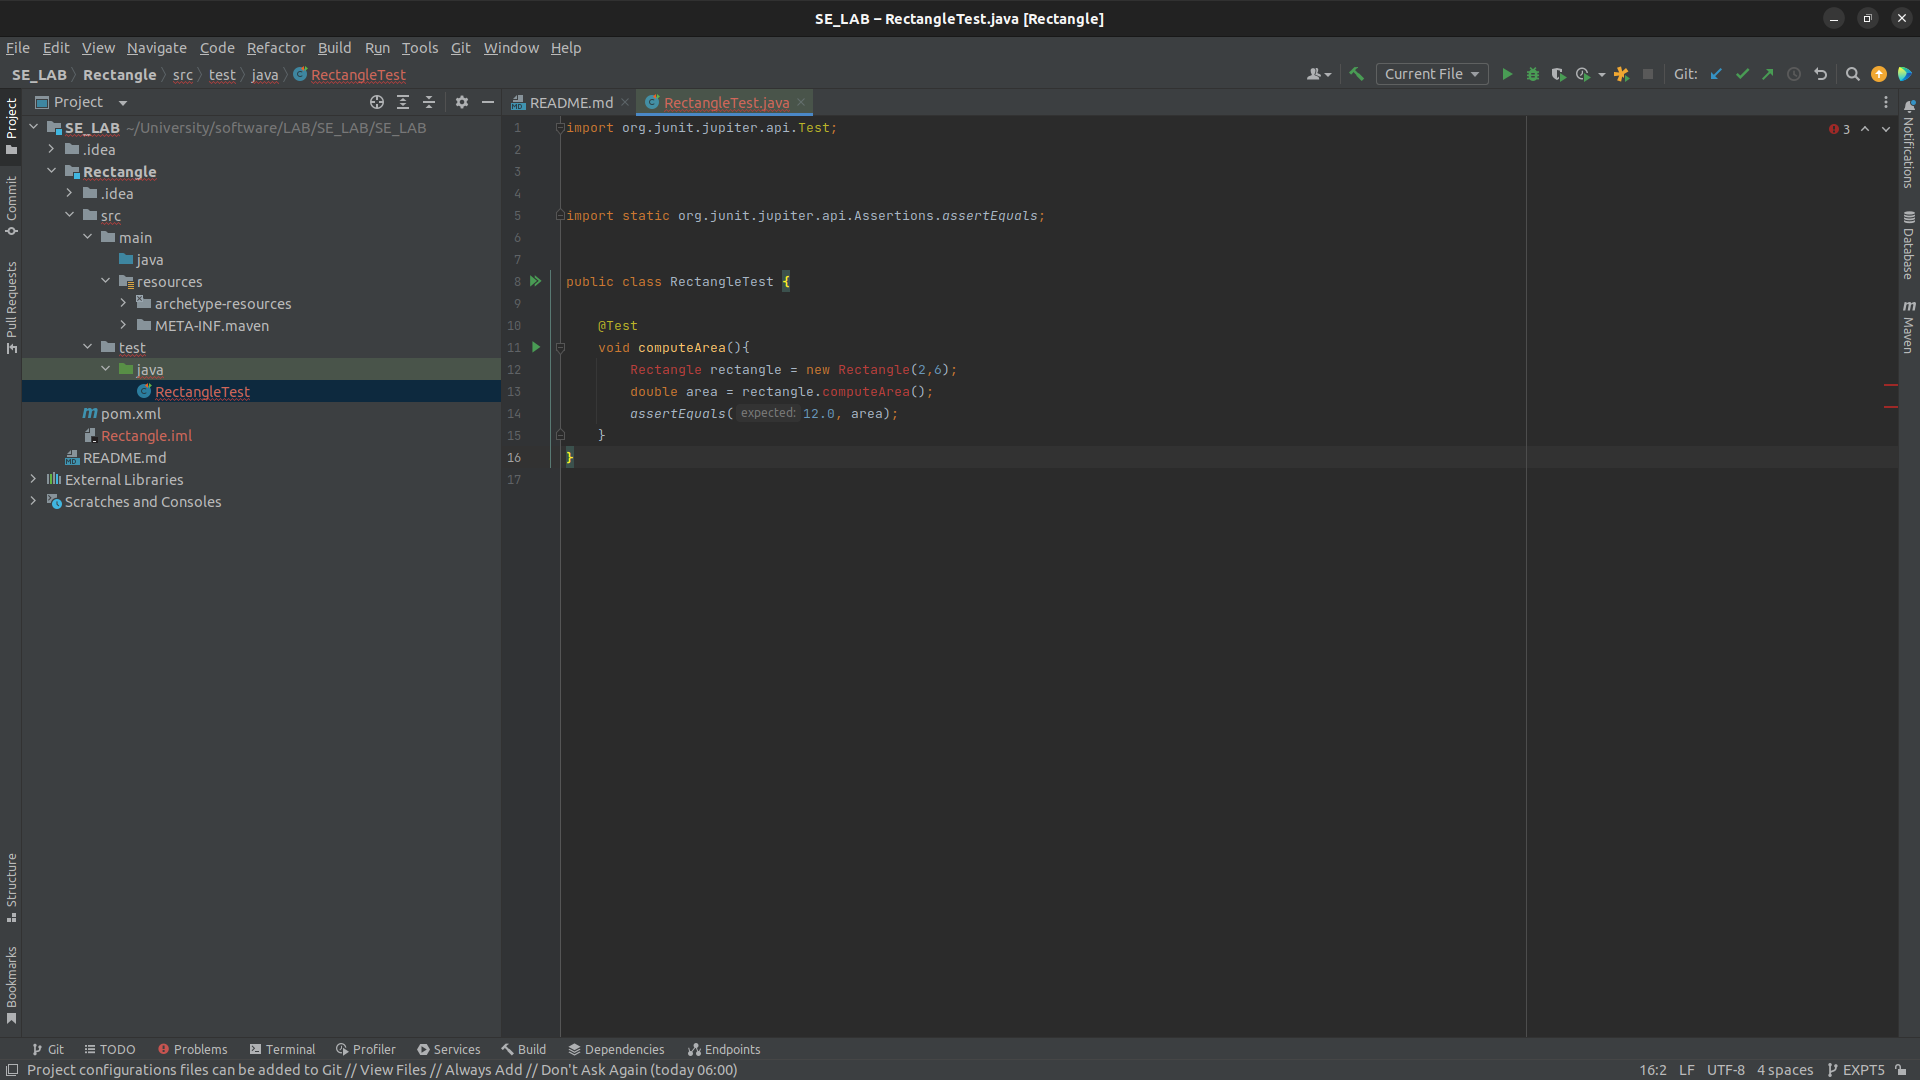 SE_LAB – RectangleTest.java [Rectangle]
File Edit View Navigate Code Refactor Build Run Tools Git Window Help
SE_LAB Rectangle src test java RectangleTest
Current File
Git:
Project
README.md
RectangleTest.java
SE_LAB ~/University/software/LAB/SE_LAB/SE_LAB
.idea
Rectangle
.idea
src
main
java
resources
archetype-resources
META-INF.maven
test
java
RectangleTest
pom.xml
Rectangle.iml
README.md
External Libraries
Scratches and Consoles
Project
Commit
Pull Requests
Structure
Bookmarks
1 import org.junit.jupiter.api.Test;
2
3
4
5 import static org.junit.jupiter.api.Assertions.assertEquals;
6
7
8 public class RectangleTest {
9
10 @Test
11 void computeArea(){
12 Rectangle rectangle = new Rectangle(2,6);
13 double area = rectangle.computeArea();
14 assertEquals( expected: 12.0, area);
15 }
16 }
17
3
Notifications
Database
Maven
Git TODO Problems Terminal Profiler Services Build Dependencies Endpoints
Project configurations files can be added to Git // View Files // Always Add // Don't Ask Again (today 06:00)
16:2 LF UTF-8 4 spaces EXPT5